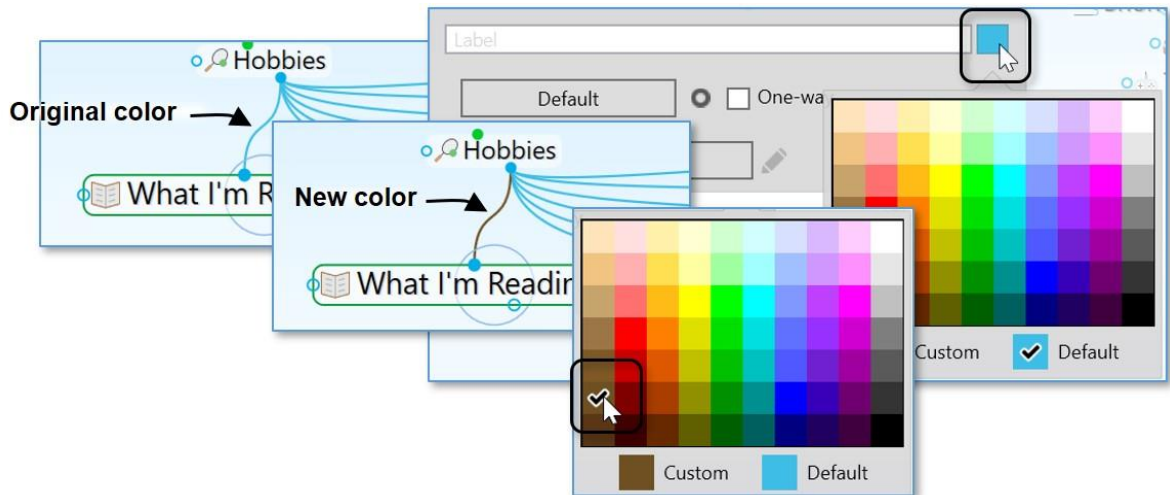 Label
Hobbies
Original color
Default
One-wa
Hobbies
What I'm R
New color
What I'm Readin
Custom
Default
Custom
Default